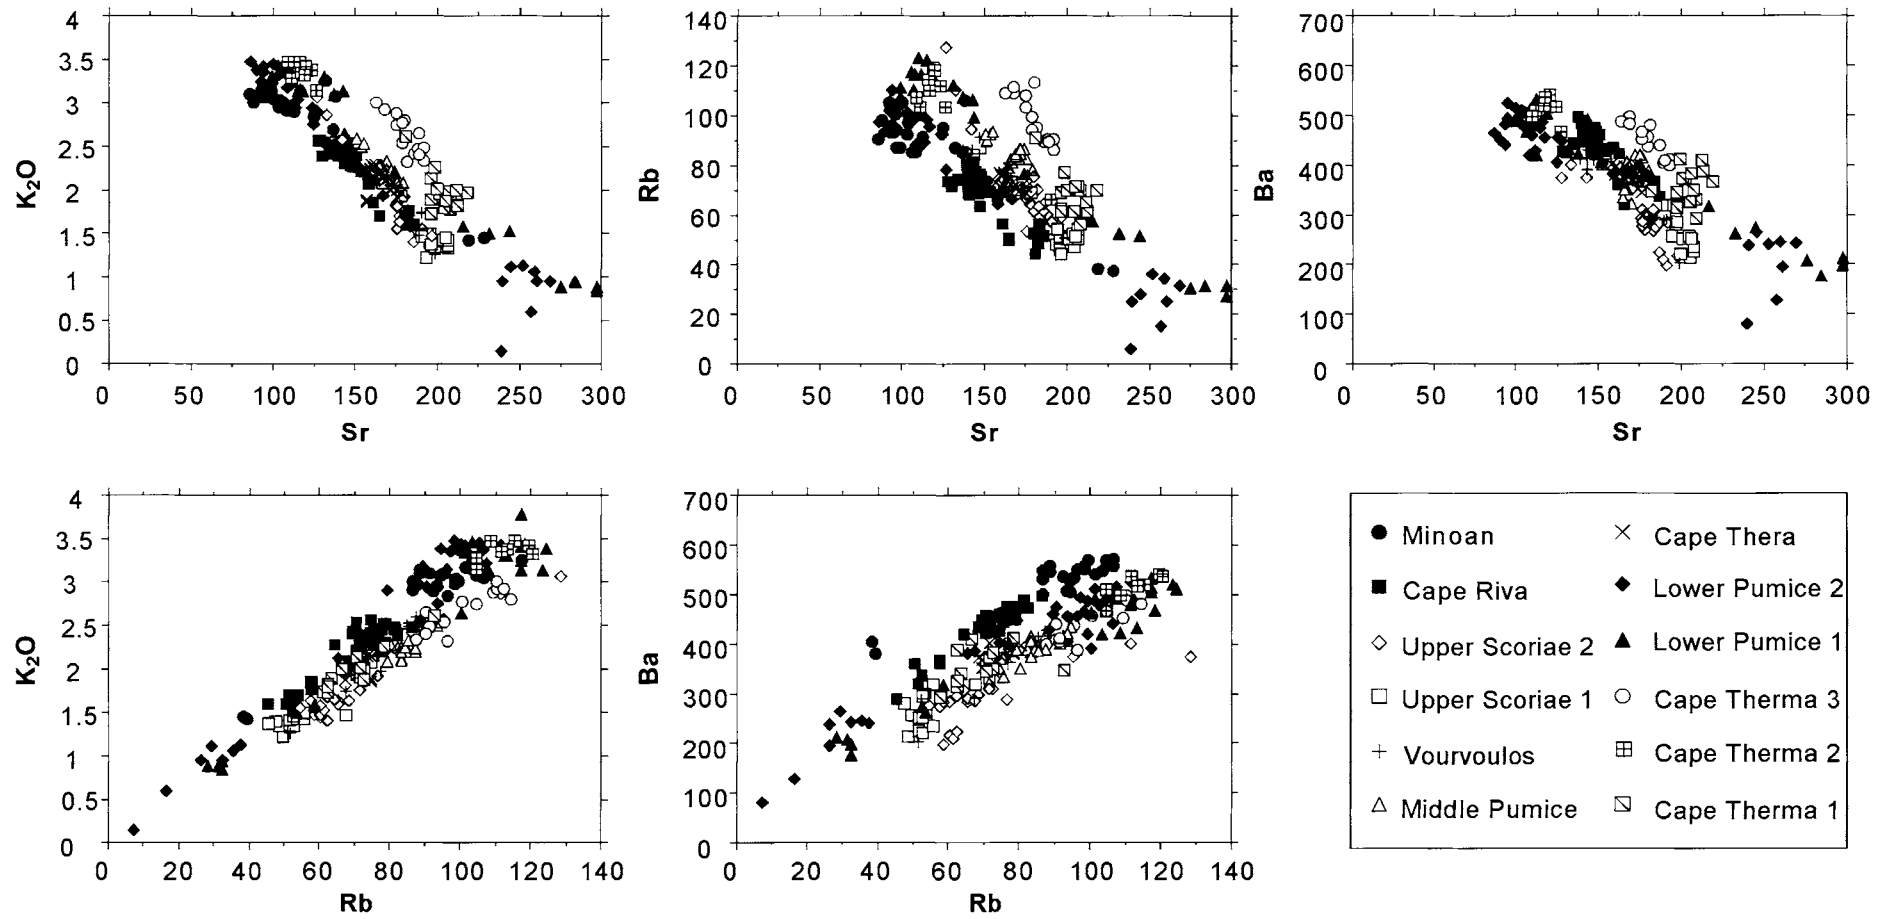 4
3.5
3
2.5
2
1.5
1
0.5
0
K₂O
0 50 100 150 200 250 300
Sr
140
120
100
80
60
40
20
0
Rb
0 50 100 150 200 250 300
Sr
700
600
500
400
300
200
100
0
Ba
0 50 100 150 200 250 300
Sr
4
3.5
3
2.5
2
1.5
1
0.5
0
K₂O
0 20 40 60 80 100 120 140
Rb
700
600
500
400
300
200
100
0
Ba
0 20 40 60 80 100 120 140
Rb
Minoan
Cape Riva
Upper Scoriae 2
Upper Scoriae 1
Vourvoulos
Middle Pumice
Cape Thera
Lower Pumice 2
Lower Pumice 1
Cape Therma 3
Cape Therma 2
Cape Therma 1